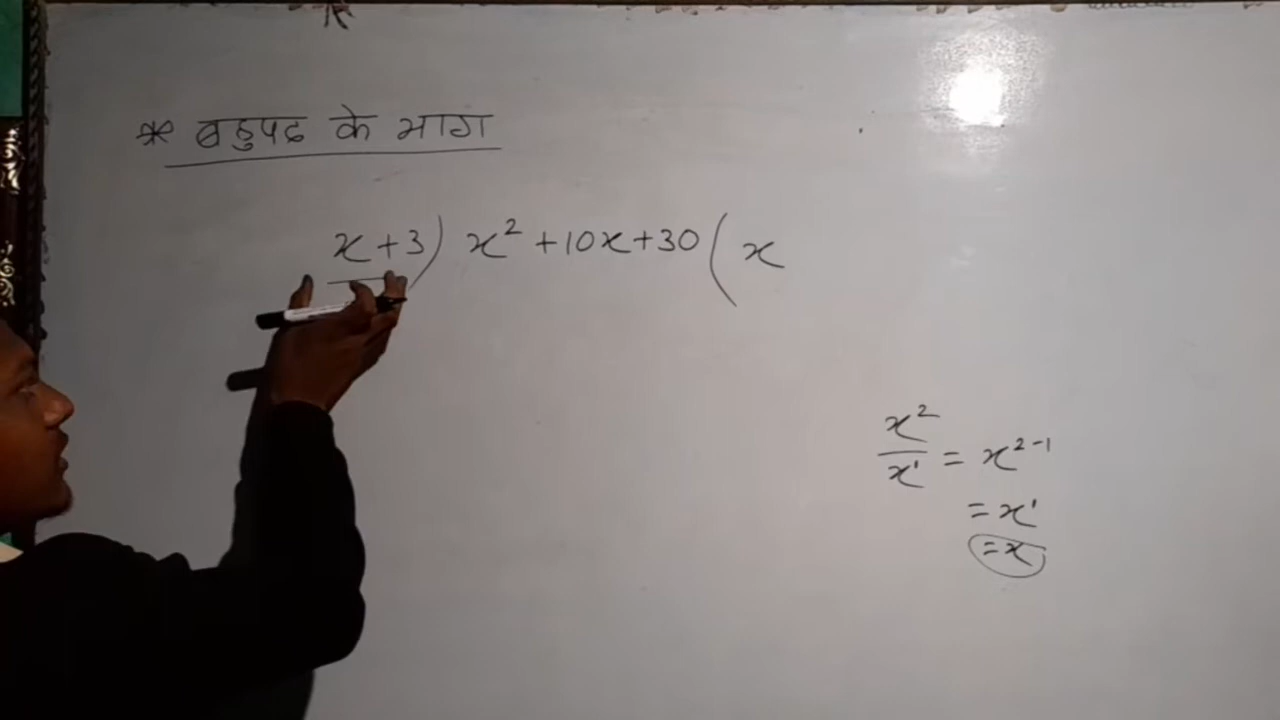 * बहुपद के भाग
x + 3) x² + 10x + 30 ( x
x²/x¹ = x²⁻¹
= x¹
= x